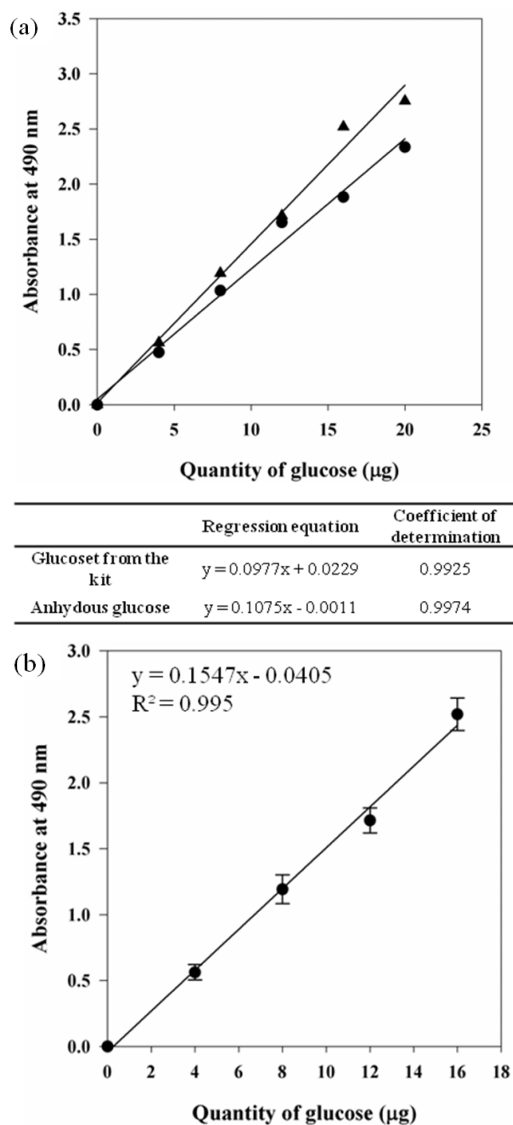 (a)
3.5
3.0
2.5
2.0
1.5
1.0
0.5
0.0
Absorbance at 490 nm
0 5 10 15 20 25
Quantity of glucose (µg)
Regression equation Coefficient of determination
Glucoset from the kit y = 0.0977x + 0.0229 0.9925
Anhydous glucose y = 0.1075x - 0.0011 0.9974
(b)
y = 0.1547x - 0.0405
R² = 0.995
3.0
2.5
2.0
1.5
1.0
0.5
0.0
Absorbance at 490 nm
0 2 4 6 8 10 12 14 16 18
Quantity of glucose (µg)